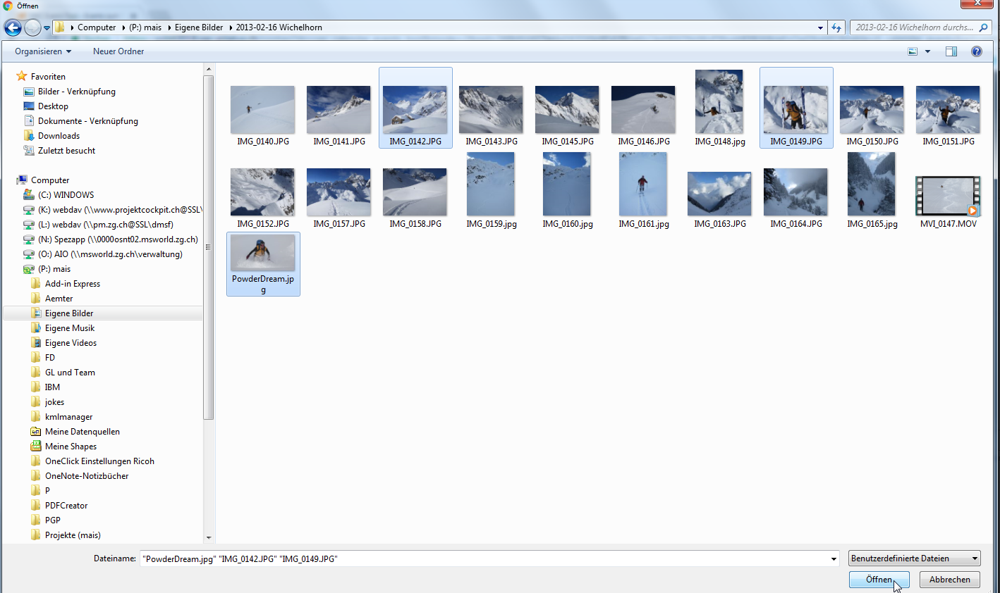 Öffnen
Computer (P:) mais Eigene Bilder 2013-02-16 Wichelhorn
2013-02-16 Wichelhorn durchs...
Organisieren Neuer Ordner
Favoriten
Bilder - Verknüpfung
Desktop
Dokumente - Verknüpfung
Downloads
Zuletzt besucht
Computer
(C:) WINDOWS
(K:) webdav (\\www.projektcockpit.ch@SSL\
(L:) webdav (\\pm.zg.ch@SSL\dmsf)
(N:) Spezapp (\\0000osnt02.msworld.zg.ch)
(O:) AIO (\\msworld.zg.ch\verwaltung)
(P:) mais
Add-in Express
Aemter
Eigene Bilder
Eigene Musik
Eigene Videos
FD
GL und Team
IBM
jokes
kmlmanager
Meine Datenquellen
Meine Shapes
OneClick Einstellungen Ricoh
OneNote-Notizbücher
P
PDFCreator
PGP
Projekte (mais)
IMG_0140.JPG IMG_0141.JPG IMG_0142.JPG IMG_0143.JPG IMG_0145.JPG IMG_0146.JPG IMG_0148.jpg IMG_0149.JPG IMG_0150.JPG IMG_0151.JPG
IMG_0152.JPG IMG_0157.JPG IMG_0158.JPG IMG_0159.jpg IMG_0160.jpg IMG_0161.jpg IMG_0163.JPG IMG_0164.JPG IMG_0165.jpg MVI_0147.MOV
PowderDream.jp
g
Dateiname: "PowderDream.jpg" "IMG_0142.JPG" "IMG_0149.JPG"
Benutzerdefinierte Dateien
Öffnen Abbrechen